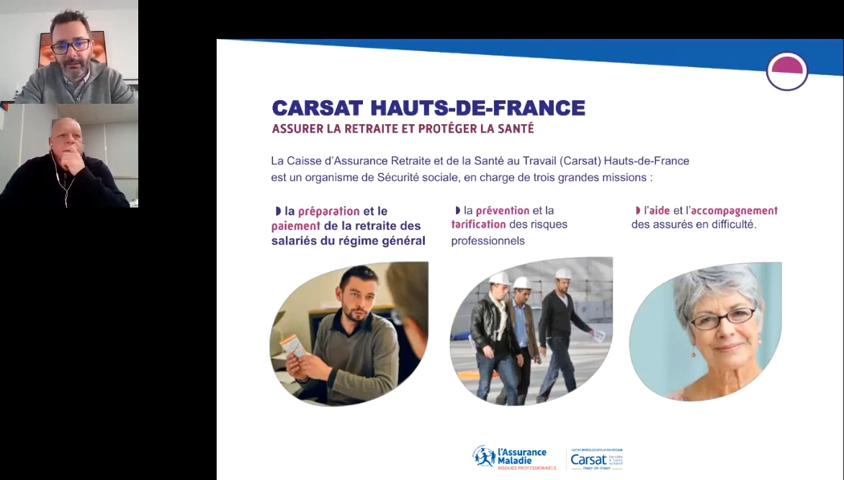 CARSAT HAUTS-DE-FRANCE
ASSURER LA RETRAITE ET PROTÉGER LA SANTÉ
La Caisse d'Assurance Retraite et de la Santé au Travail (Carsat) Hauts-de-France
est un organisme de Sécurité sociale, en charge de trois grandes missions :
la préparation et le
paiement de la retraite des
salariés du régime général
la prévention et la
tarification des risques
professionnels
l'aide et l'accompagnement
des assurés en difficulté.
l'Assurance
Maladie
RISQUES PROFESSIONNELS
Carsat